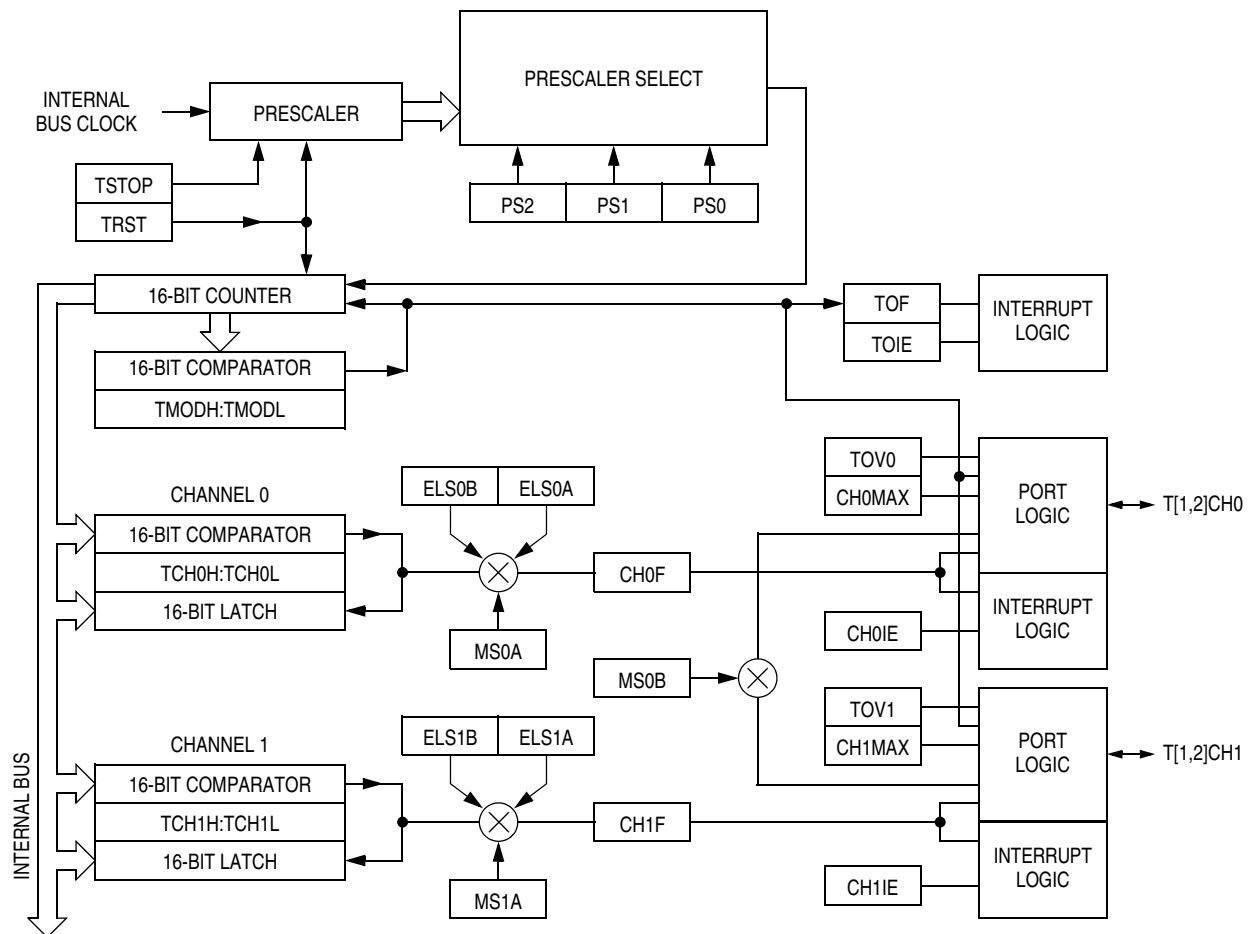 PRESCALER SELECT
INTERNAL
BUS CLOCK
PRESCALER
TSTOP
TRST
PS2
PS1
PS0
16-BIT COUNTER
TOF
TOIE
INTERRUPT
LOGIC
16-BIT COMPARATOR
TMODH:TMODL
TOV0
CH0MAX
PORT
LOGIC
T[1,2]CH0
CHANNEL 0
ELS0B
ELS0A
16-BIT COMPARATOR
TCH0H:TCH0L
16-BIT LATCH
CH0F
MS0A
CH0IE
INTERRUPT
LOGIC
MS0B
TOV1
CH1MAX
PORT
LOGIC
T[1,2]CH1
CHANNEL 1
ELS1B
ELS1A
16-BIT COMPARATOR
TCH1H:TCH1L
16-BIT LATCH
CH1F
MS1A
CH1IE
INTERRUPT
LOGIC
INTERNAL BUS